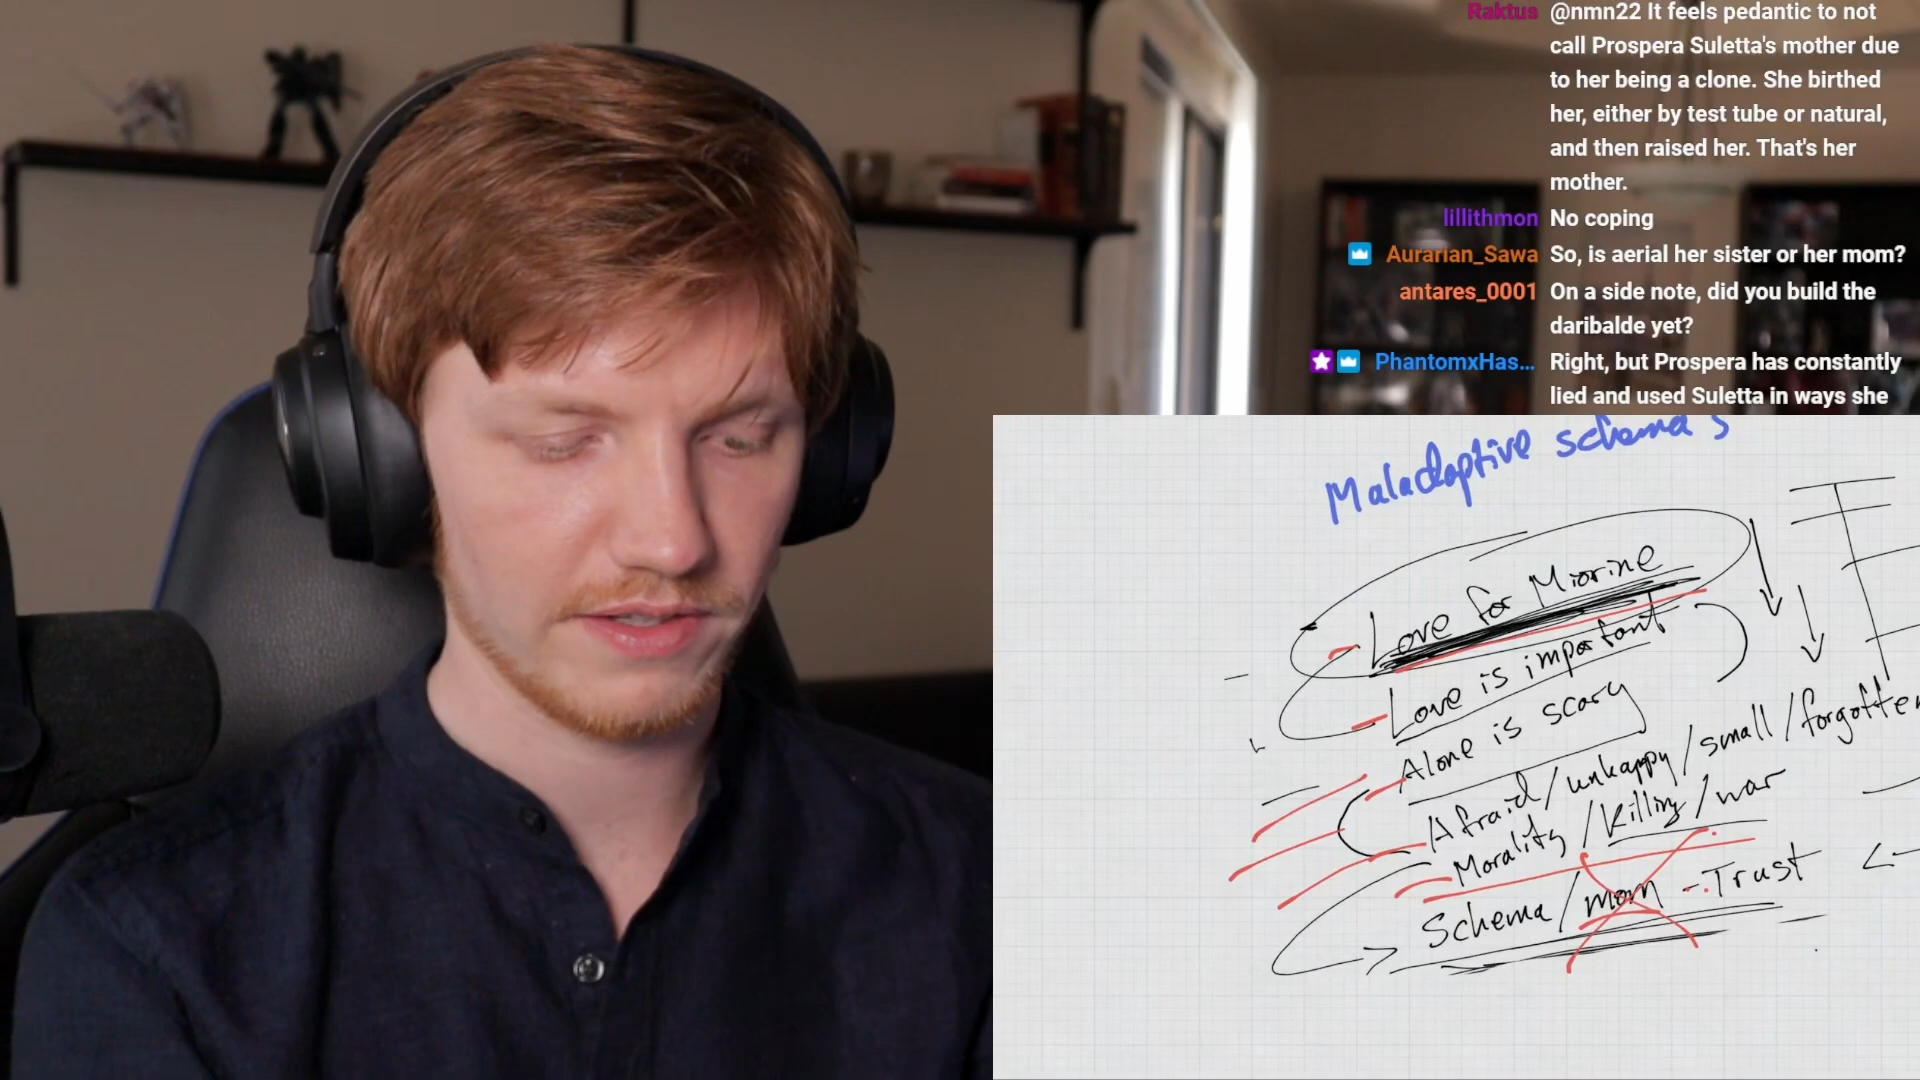 Raktus @nmn22 It feels pedantic to not
call Prospera Suletta's mother due
to her being a clone. She birthed
her, either by test tube or natural,
and then raised her. That's her
mother.
lillithmon No coping
Aurarian_Sawa So, is aerial her sister or her mom?
antares_0001 On a side note, did you build the
daribalde yet?
PhantomxHas... Right, but Prospera has constantly
lied and used Suletta in ways she
Maladaptive schema's
Love for Miorine
Love is important
Alone is scary
Afraid/unhappy/small/forgotten
Morality/killing/war
Schema/mom - Trust